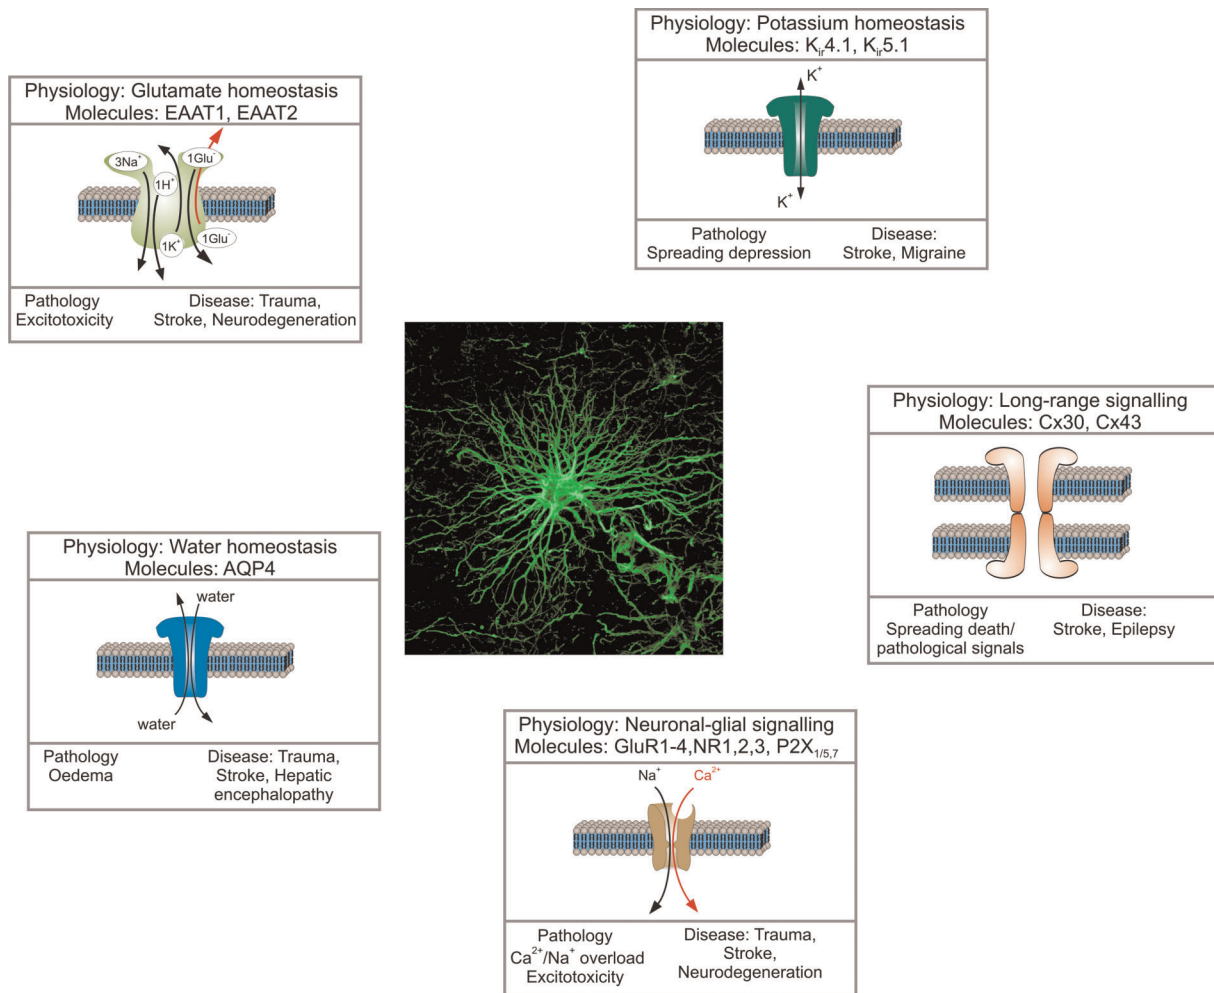 Physiology: Glutamate homeostasis
Molecules: EAAT1, EAAT2
3Na⁺
1Glu⁻
1H⁺
1K⁺
1Glu⁻
Pathology
Excitotoxicity
Disease: Trauma,
Stroke, Neurodegeneration
Physiology: Potassium homeostasis
Molecules: Kᵢᵣ4.1, Kᵢᵣ5.1
K⁺
K⁺
Pathology
Spreading depression
Disease:
Stroke, Migraine
Physiology: Long-range signalling
Molecules: Cx30, Cx43
Pathology
Spreading death/
pathological signals
Disease:
Stroke, Epilepsy
Physiology: Water homeostasis
Molecules: AQP4
water
water
Pathology
Oedema
Disease: Trauma,
Stroke, Hepatic
encephalopathy
Physiology: Neuronal-glial signalling
Molecules: GluR1-4,NR1,2,3, P2X₁/₅,₇
Na⁺
Ca²⁺
Pathology
Ca²⁺/Na⁺ overload
Excitotoxicity
Disease: Trauma,
Stroke,
Neurodegeneration